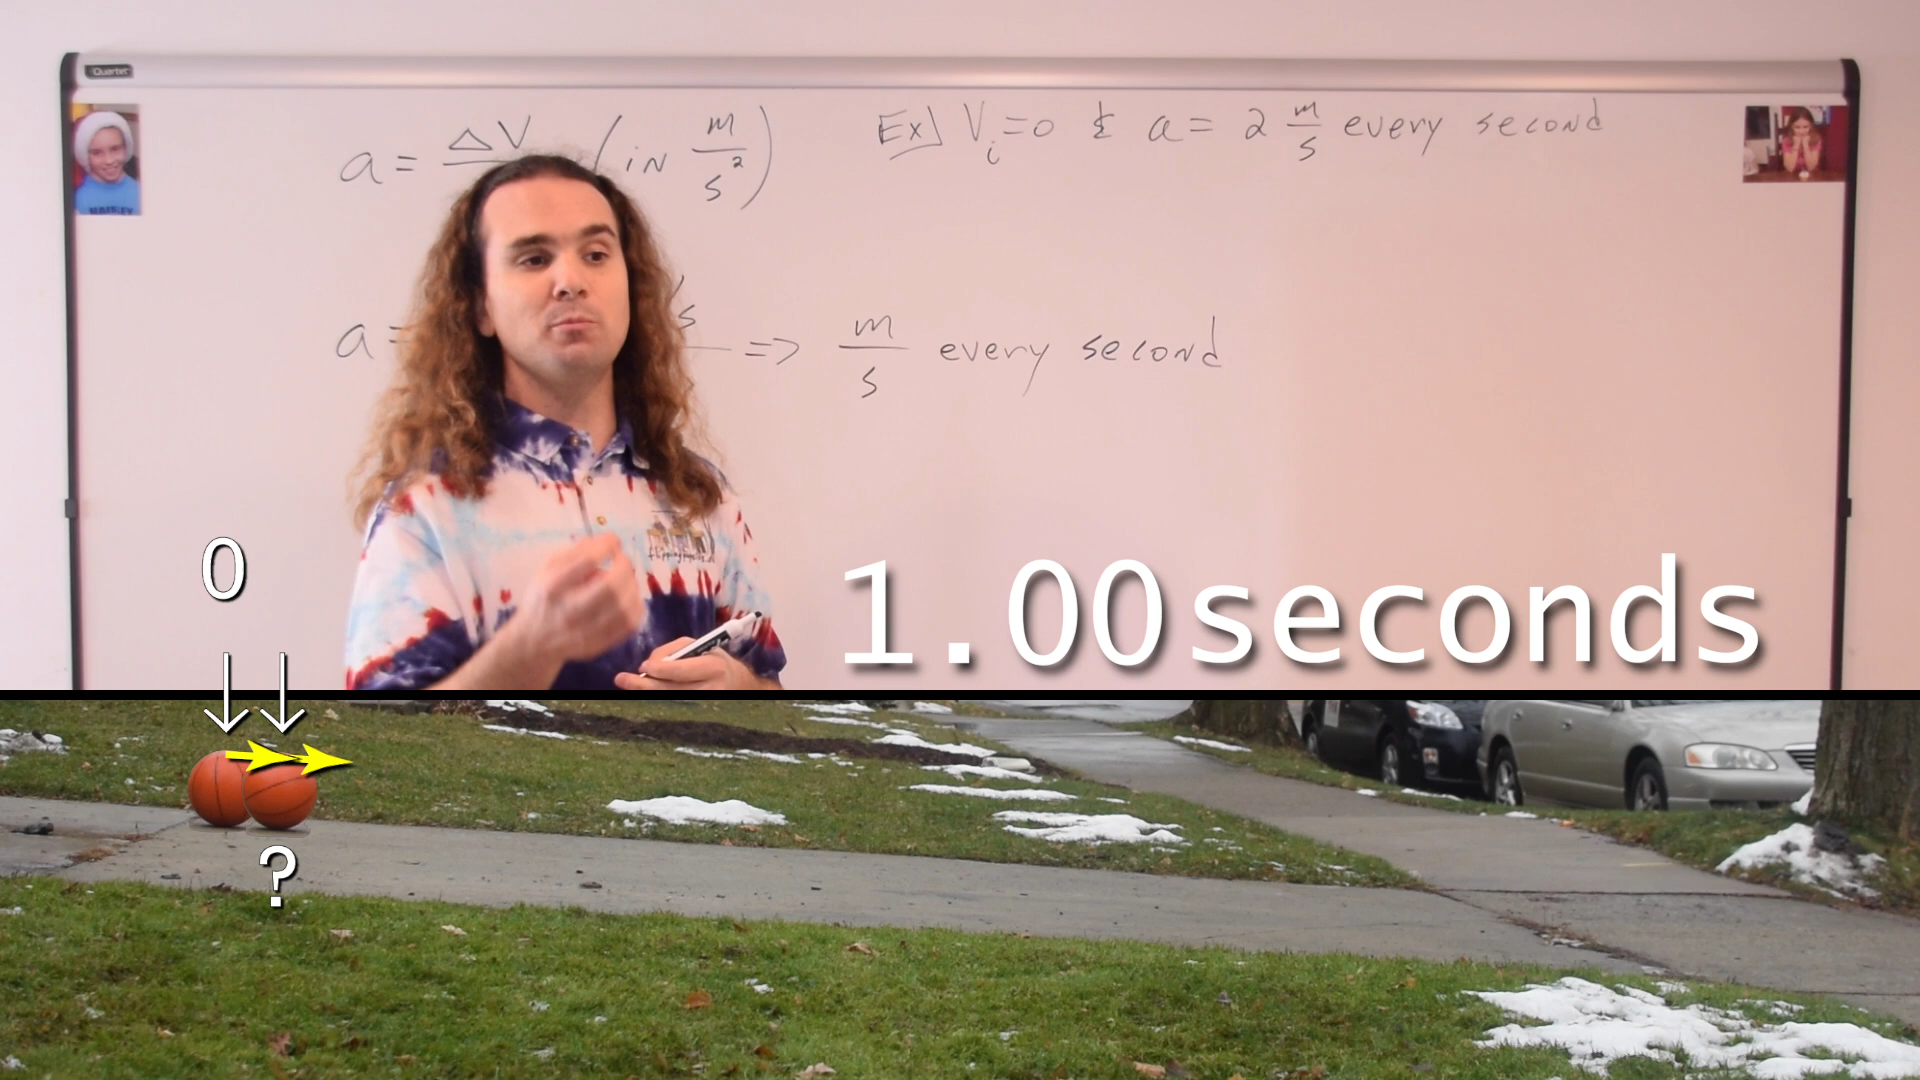 Quartet
a = ΔV (in m/s²)
Ex) Vi = 0 & a = 2 m/s every second
a = /s => m/s every second
0
1.00 seconds
?